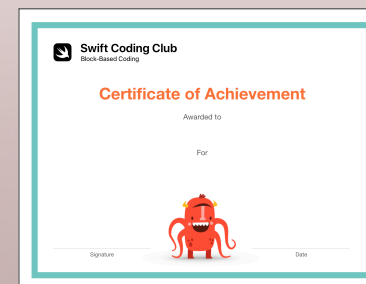 Swift Coding Club
Block-Based Coding
Certificate of Achievement
Awarded to
For
Signature
Date